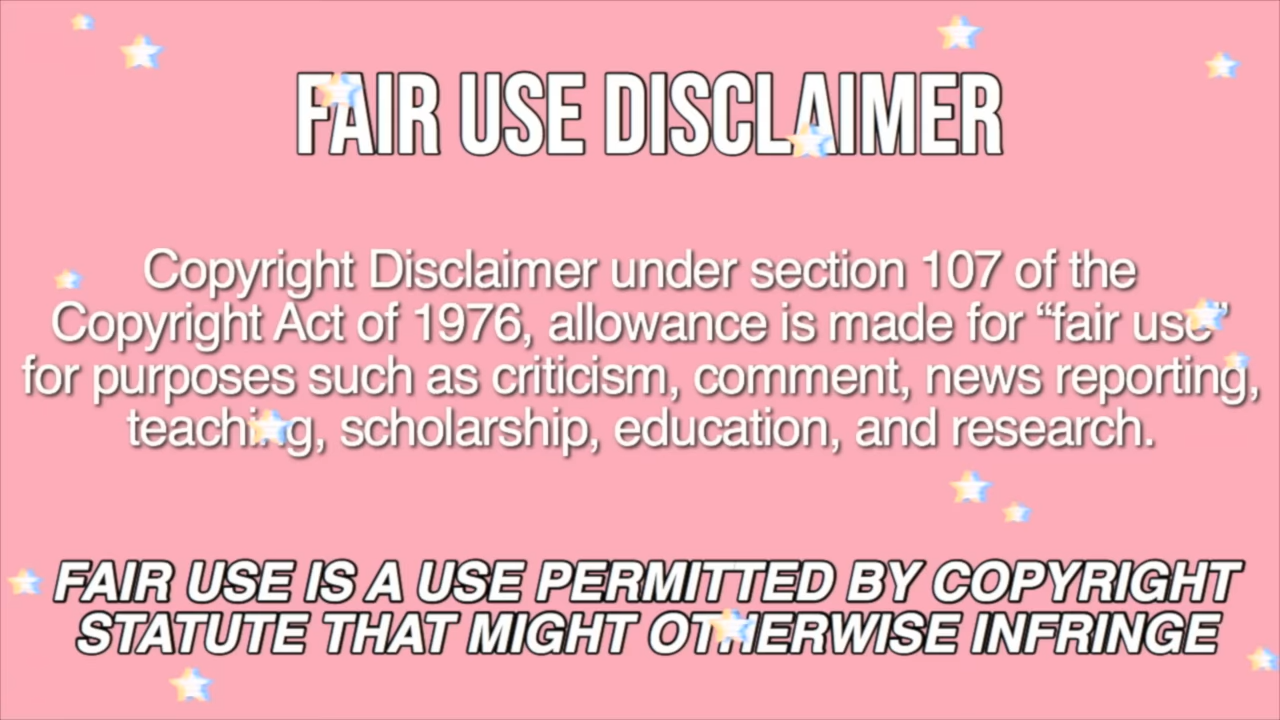 FAIR USE DISCLAIMER
Copyright Disclaimer under section 107 of the
Copyright Act of 1976, allowance is made for “fair use”
for purposes such as criticism, comment, news reporting,
teaching, scholarship, education, and research.
FAIR USE IS A USE PERMITTED BY COPYRIGHT
STATUTE THAT MIGHT OTHERWISE INFRINGE